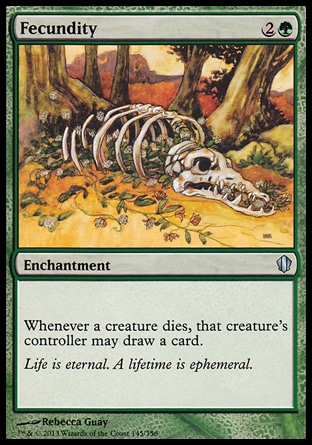 Fecundity 2
Enchantment
Whenever a creature dies, that creature's
controller may draw a card.
Life is eternal. A lifetime is ephemeral.
Rebecca Guay
™ & © 2013 Wizards of the Coast 145/356